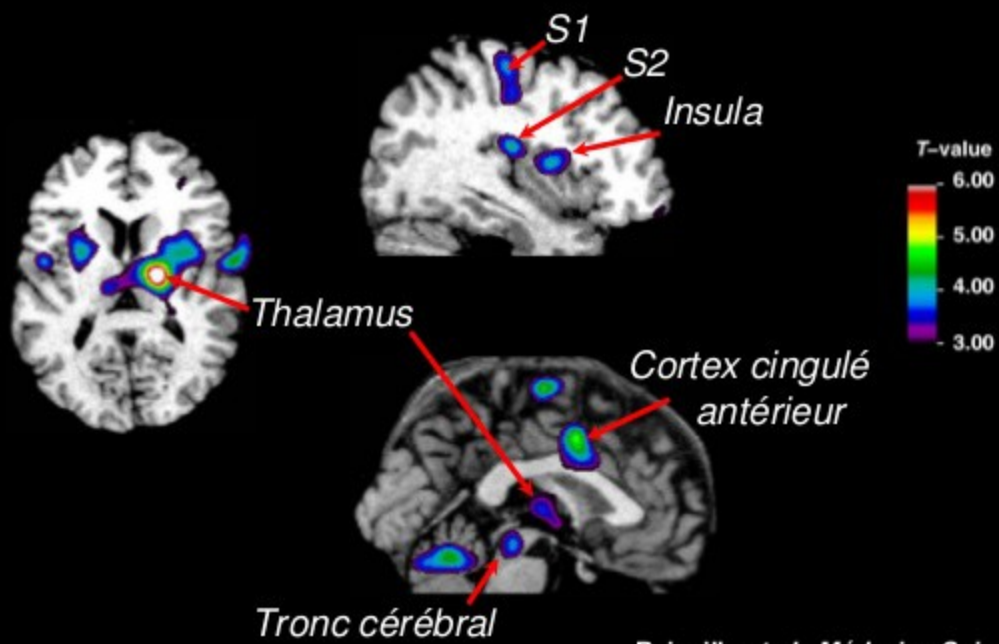 S1
S2
Insula
T-value
6.00
5.00
4.00
3.00
Thalamus
Cortex cingulé
antérieur
Tronc cérébral